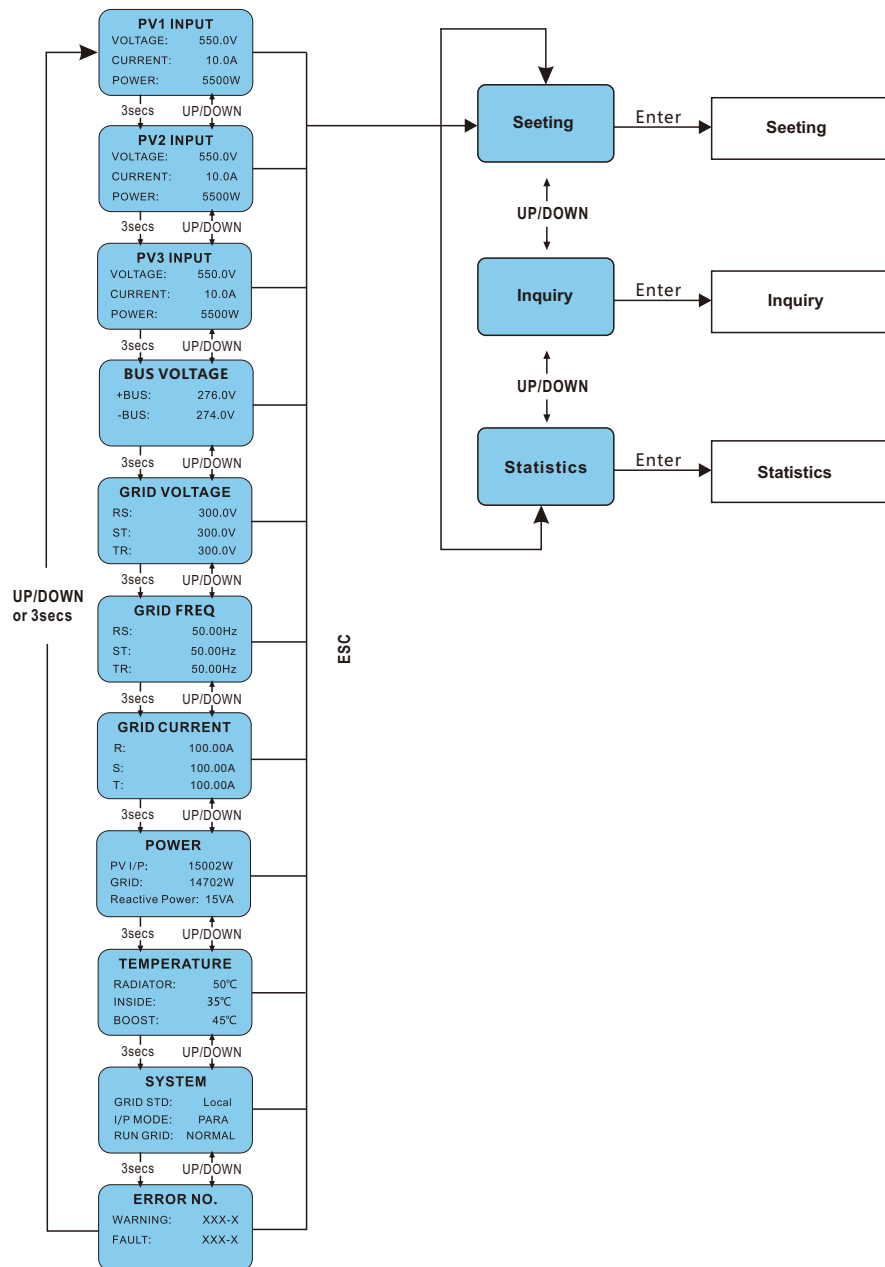 PV1 INPUT
VOLTAGE: 550.0V
CURRENT: 10.0A
POWER: 5500W
3secs UP/DOWN
PV2 INPUT
VOLTAGE: 550.0V
CURRENT: 10.0A
POWER: 5500W
3secs UP/DOWN
PV3 INPUT
VOLTAGE: 550.0V
CURRENT: 10.0A
POWER: 5500W
3secs UP/DOWN
BUS VOLTAGE
+BUS: 276.0V
-BUS: 274.0V
3secs UP/DOWN
GRID VOLTAGE
RS: 300.0V
ST: 300.0V
TR: 300.0V
3secs UP/DOWN
GRID FREQ
RS: 50.00Hz
ST: 50.00Hz
TR: 50.00Hz
3secs UP/DOWN
GRID CURRENT
R: 100.00A
S: 100.00A
T: 100.00A
3secs UP/DOWN
POWER
PV I/P: 15002W
GRID: 14702W
Reactive Power: 15VA
3secs UP/DOWN
TEMPERATURE
RADIATOR: 50℃
INSIDE: 35℃
BOOST: 45℃
3secs UP/DOWN
SYSTEM
GRID STD: Local
I/P MODE: PARA
RUN GRID: NORMAL
3secs UP/DOWN
ERROR NO.
WARNING: XXX-X
FAULT: XXX-X
UP/DOWN
or 3secs
ESC
Seeting
Enter
Seeting
UP/DOWN
Inquiry
Enter
Inquiry
UP/DOWN
Statistics
Enter
Statistics